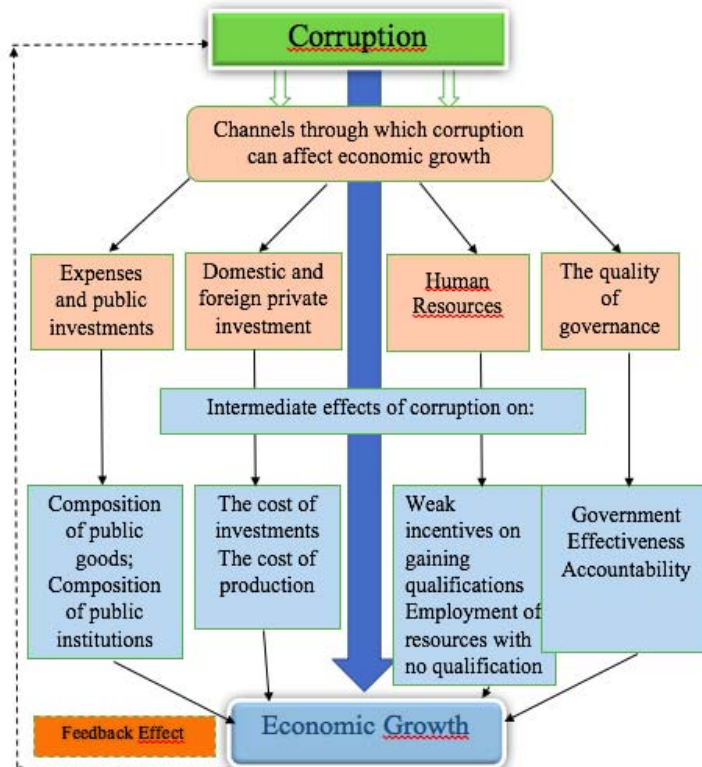 Corruption
Channels through which corruption
can affect economic growth
Expenses
and public
investments
Domestic and
foreign private
investment
Human
Resources
The quality
of
governance
Intermediate effects of corruption on:
Composition
of public
goods;
Composition
of public
institutions
The cost of
investments
The cost of
production
Weak
incentives on
gaining
qualifications
Employment of
resources with
no qualification
Government
Effectiveness
Accountability
Feedback Effect
Economic Growth